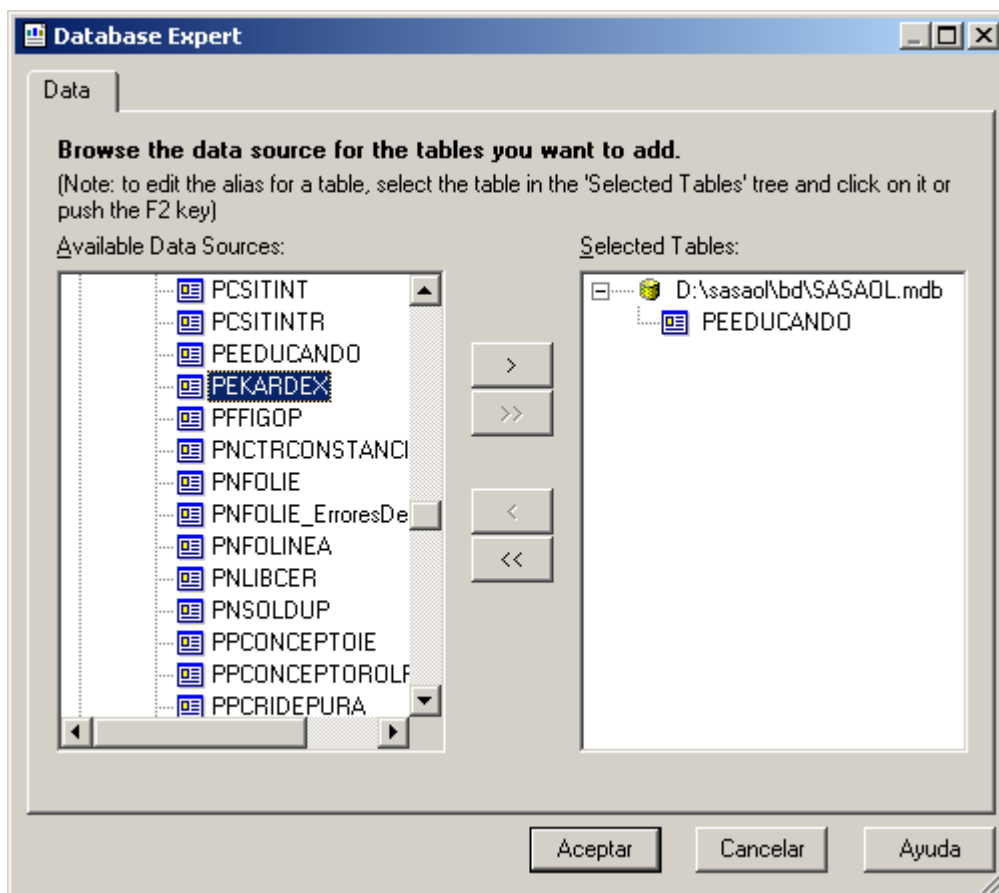 Database Expert
Data
Browse the data source for the tables you want to add.
(Note: to edit the alias for a table, select the table in the 'Selected Tables' tree and click on it or
push the F2 key)
Available Data Sources:
PCSITINT
PCSITINTR
PEEDUCANDO
PEKARDEX
PFFIGOP
PNCTRCONSTANCI
PNFOLIE
PNFOLIE_ErroresDe
PNFOLINEA
PNLIBCER
PNSOLDUP
PPCONCEPTOIE
PPCONCEPTOROLF
PPCRIDEPURA
>
>>
<
<<
Selected Tables:
D:\sasaol\bd\SASAOL.mdb
PEEDUCANDO
Aceptar Cancelar Ayuda